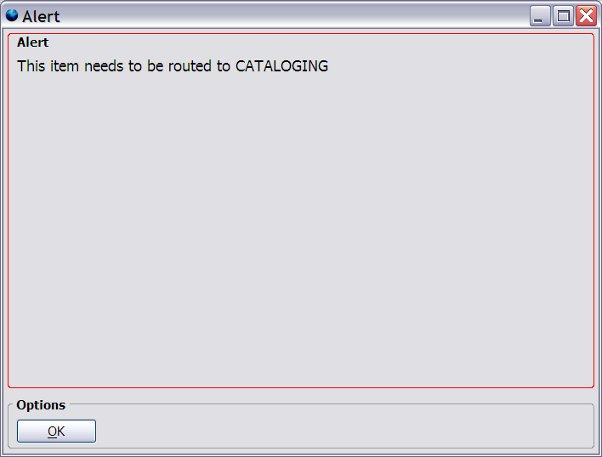 Alert
Alert
This item needs to be routed to CATALOGING
Options
OK